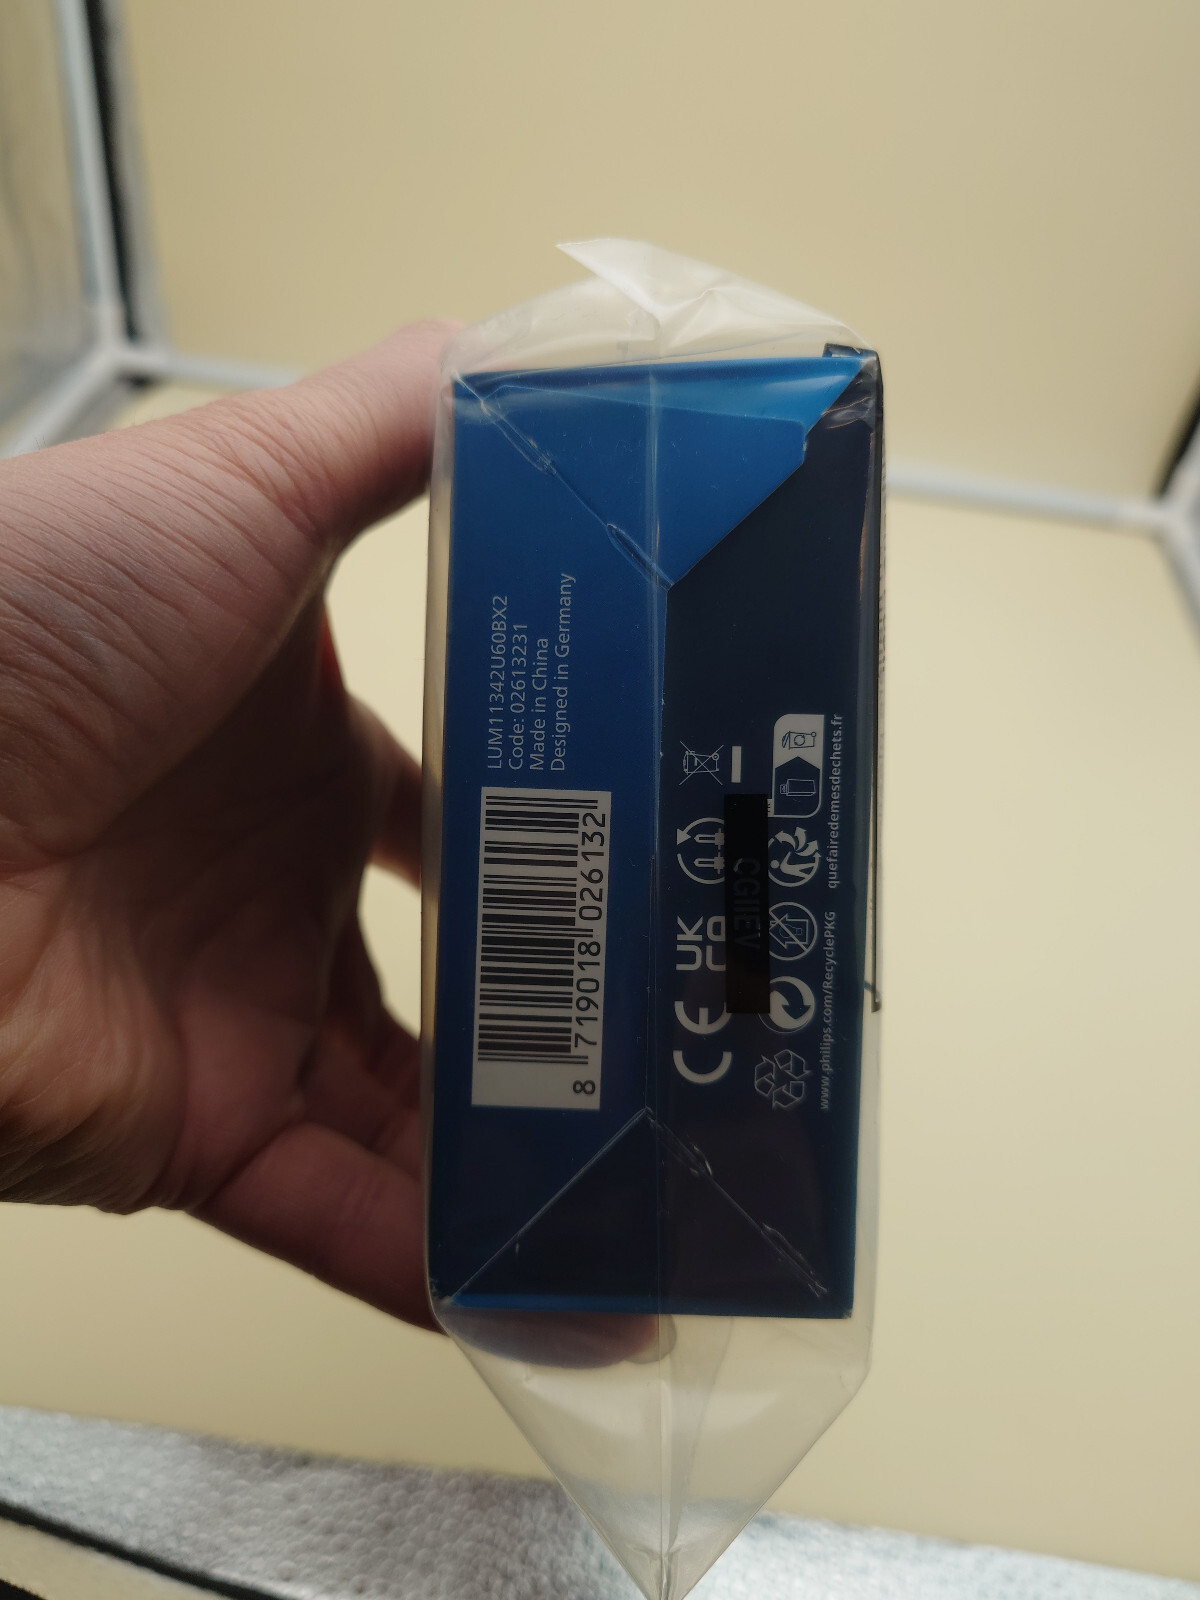 LUM11342U60BX2
Code: 02613231
Made in China
Designed in Germany
8 719018 026132
CE
UK
CA
www.philips.com/RecyclePKG
quefairedemesdechets.fr